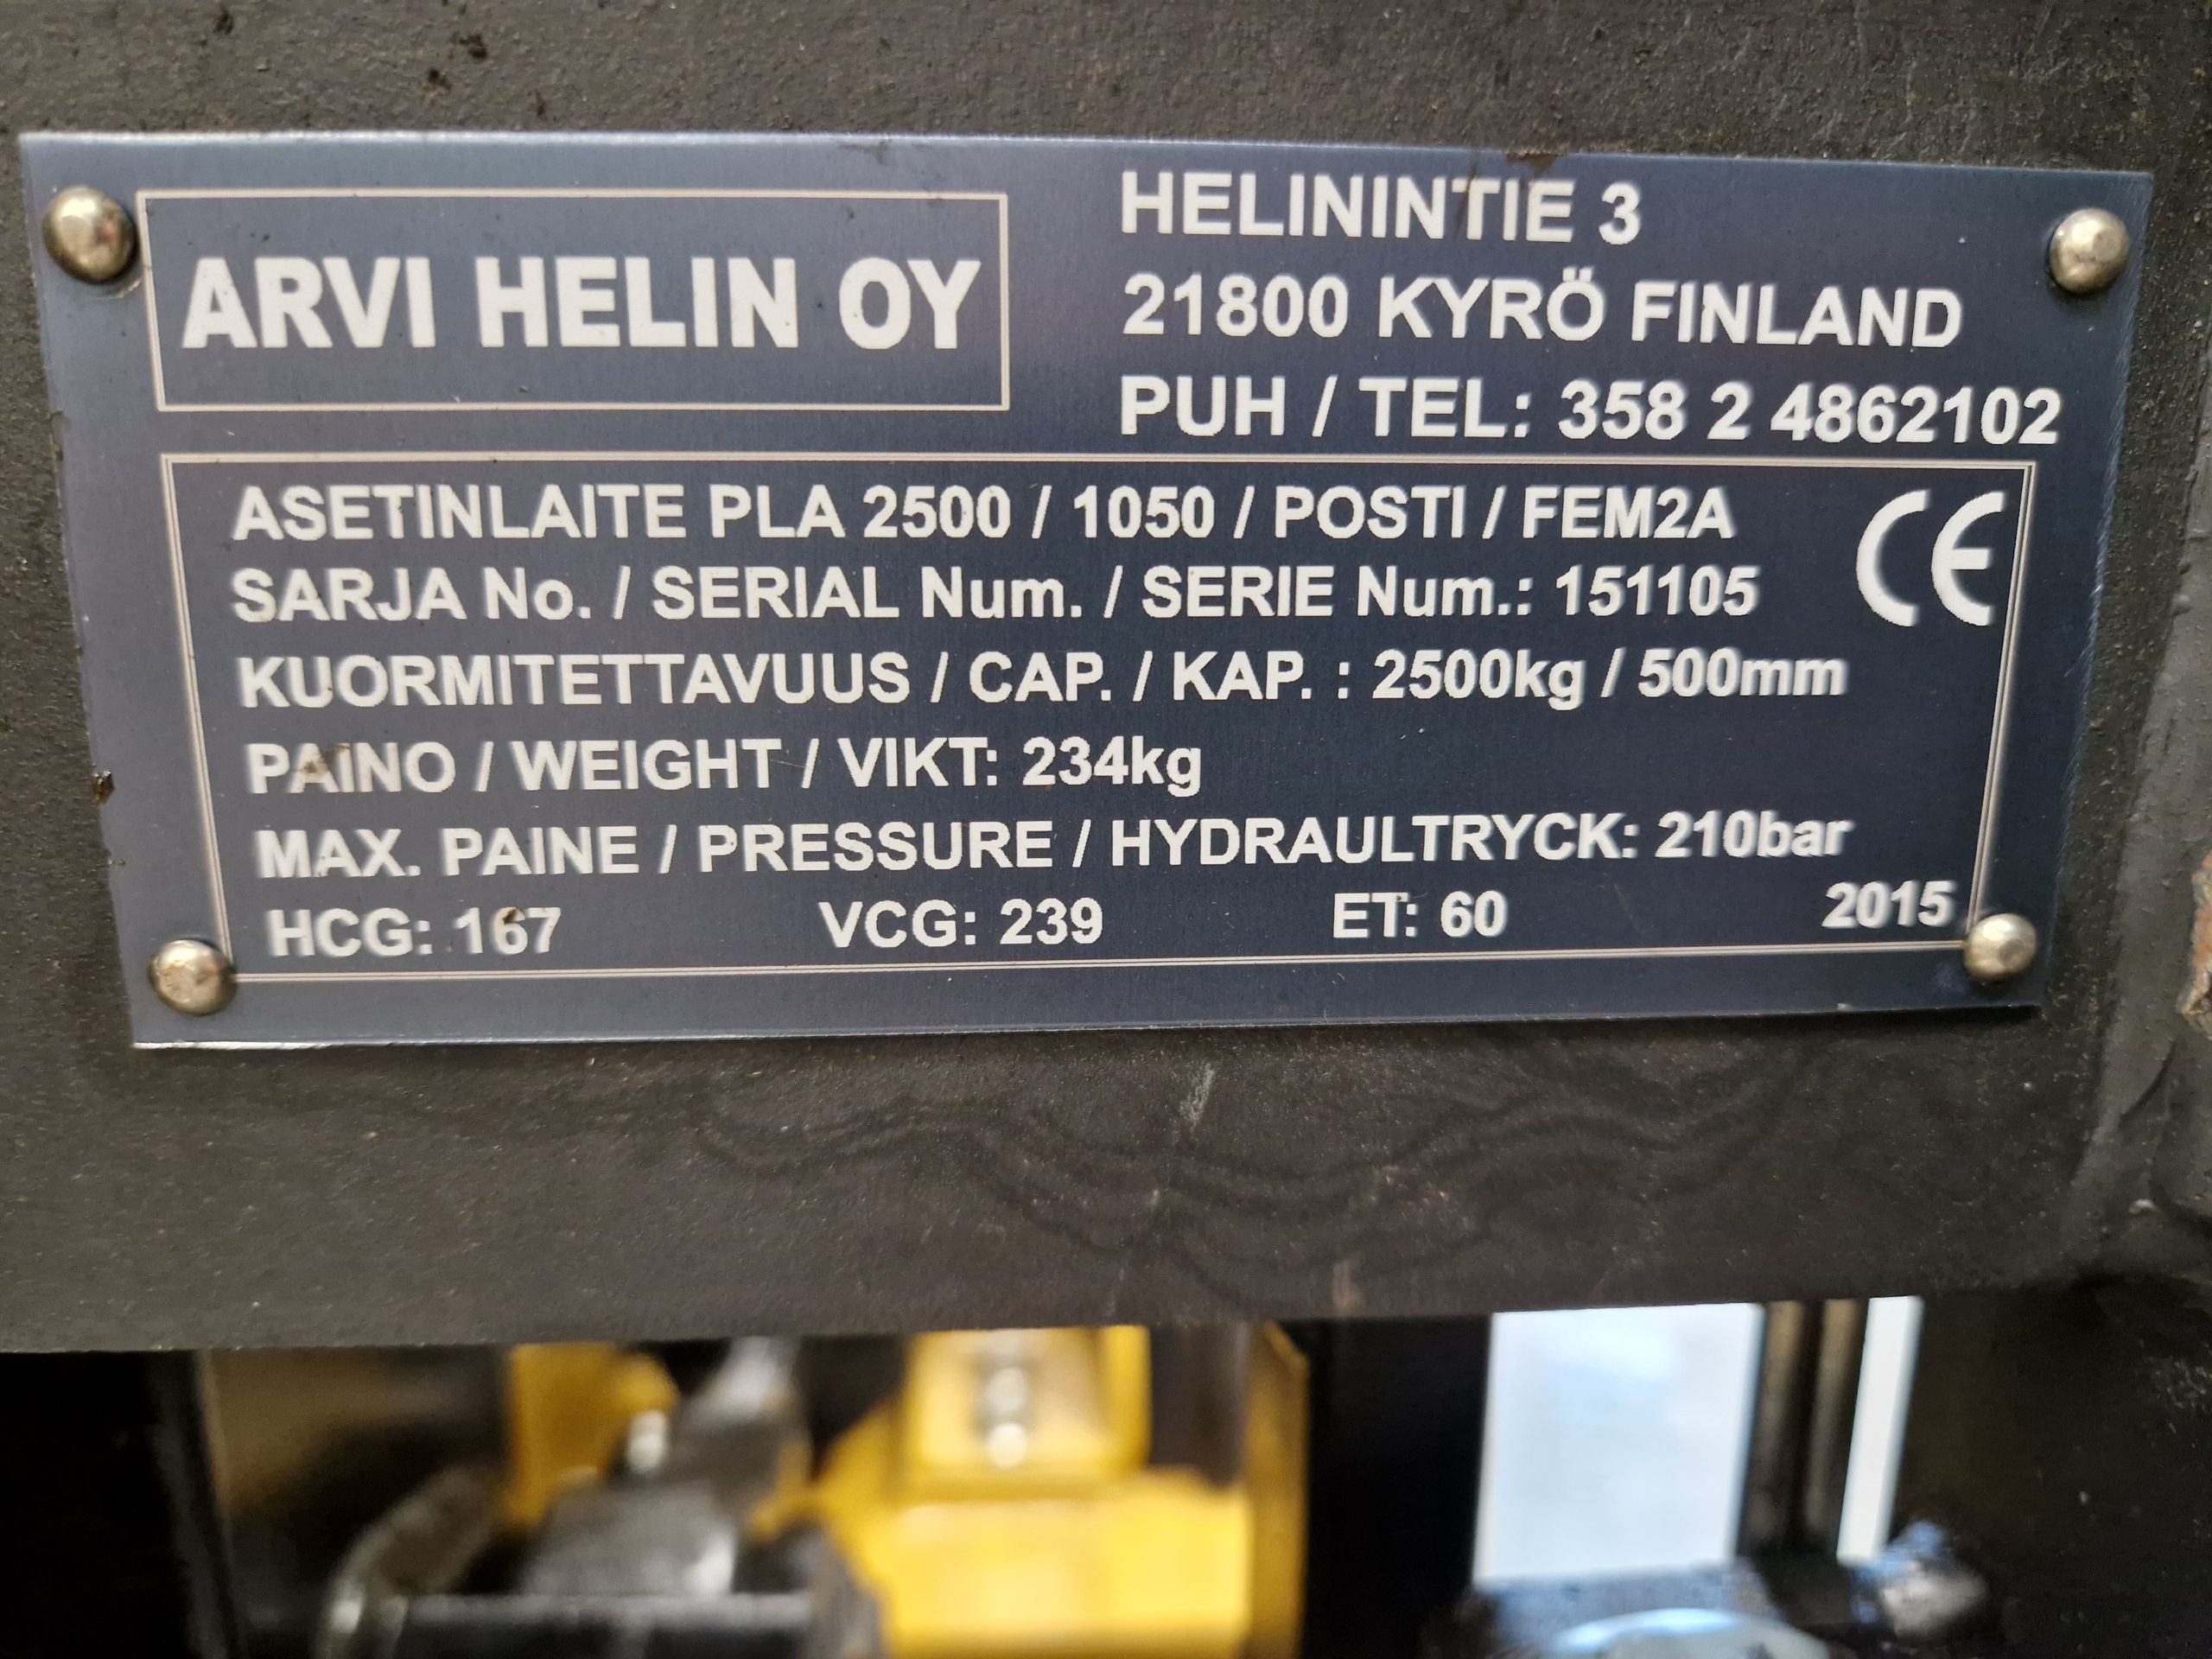 ARVI HELIN OY
HELININTIE 3
21800 KYRÖ FINLAND
PUH / TEL: 358 2 4862102
ASETINLAITE PLA 2500 / 1050 / POSTI / FEM2A
CE
SARJA No. / SERIAL Num. / SERIE Num.: 151105
KUORMITETTAVUUS / CAP. / KAP. : 2500kg / 500mm
PAINO / WEIGHT / VIKT: 234kg
MAX. PAINE / PRESSURE / HYDRAULTRYCK: 210bar
HCG: 167 VCG: 239 ET: 60 2015